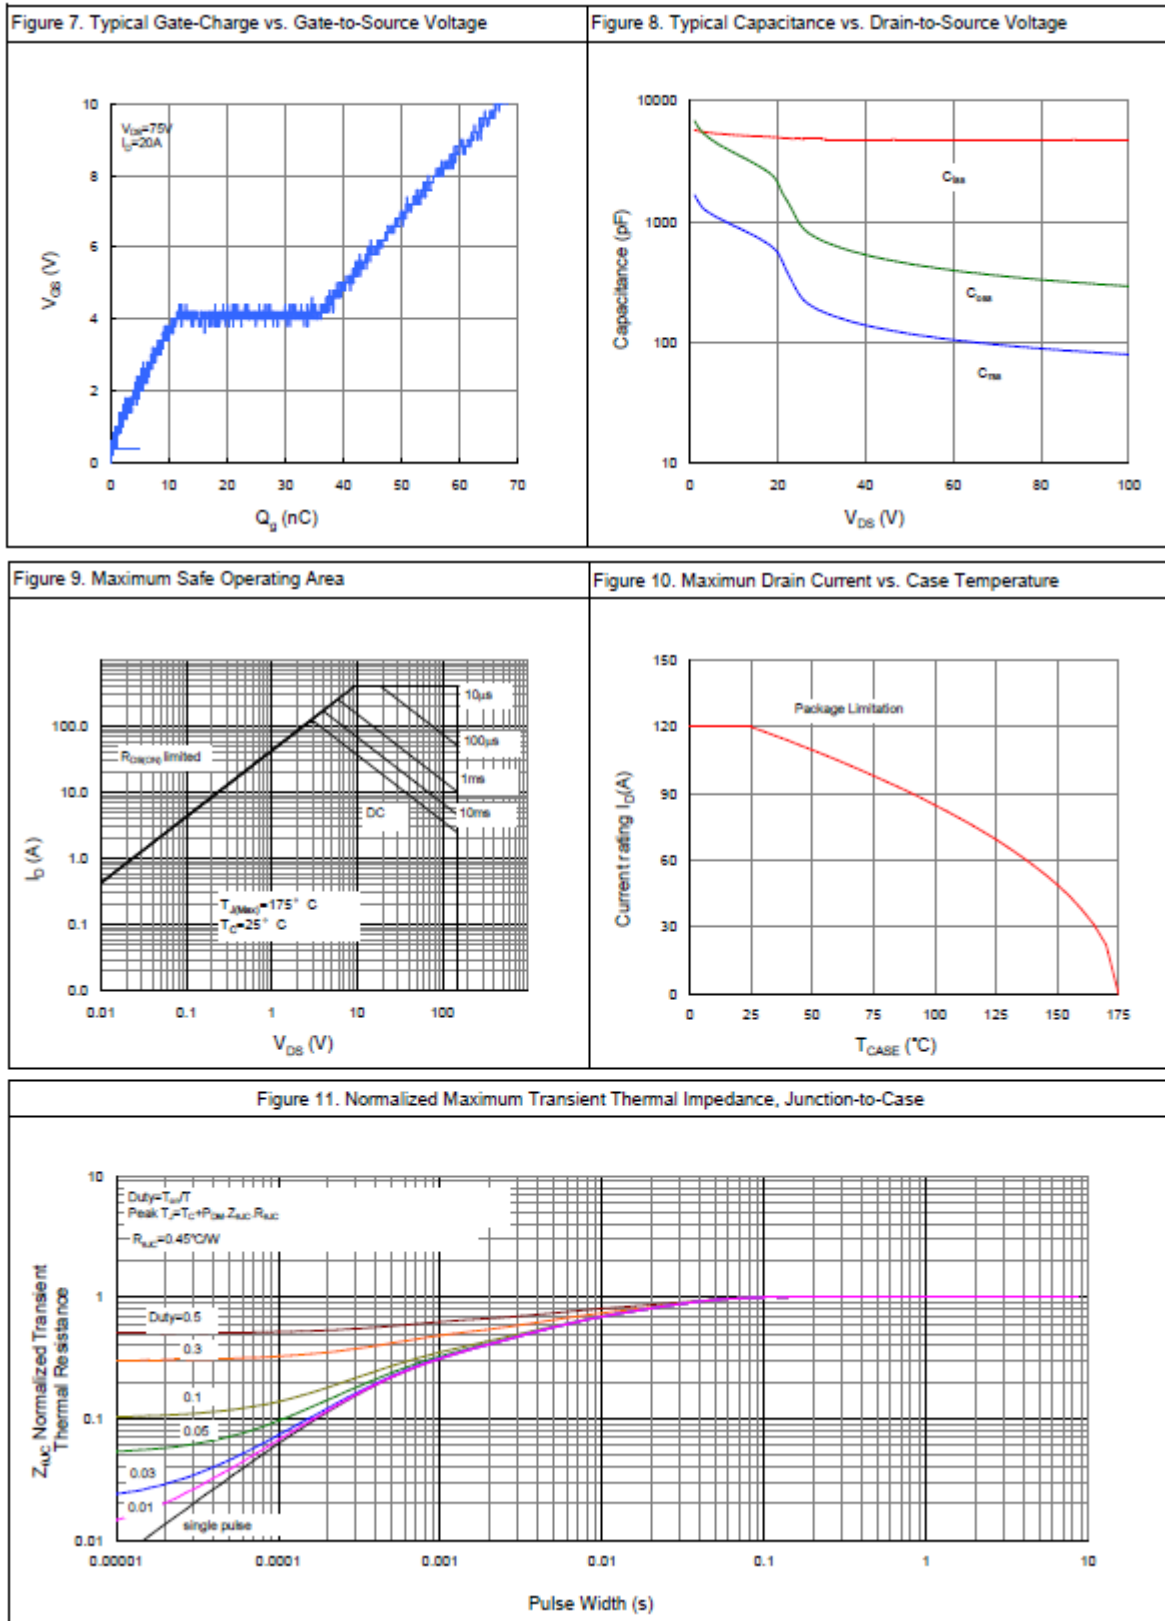 Figure 7. Typical Gate-Charge vs. Gate-to-Source Voltage
Figure 8. Typical Capacitance vs. Drain-to-Source Voltage
10
8
6
4
2
0
V_GS (V)
V_DS=75V
I_D=20A
0 10 20 30 40 50 60 70
Q_g (nC)
10000
1000
100
10
Capacitance (pF)
C_iss
C_oss
C_rss
0 20 40 60 80 100
V_DS (V)
Figure 9. Maximum Safe Operating Area
Figure 10. Maximun Drain Current vs. Case Temperature
100.0
10.0
1.0
0.1
0.0
I_D (A)
R_DS(ON) limited
10μs
100μs
1ms
10ms
DC
T_J(Max)=175° C
T_C=25° C
0.01 0.1 1 10 100
V_DS (V)
150
120
90
60
30
0
Current rating I_D(A)
Package Limitation
0 25 50 75 100 125 150 175
T_CASE (°C)
Figure 11. Normalized Maximum Transient Thermal Impedance, Junction-to-Case
10
1
0.1
0.01
Z_θJC Normalized Transient
Thermal Resistance
Duty=T_on/T
Peak T_J=T_C+P_DM.Z_θJC.R_θJC
R_θJC=0.45°C/W
Duty=0.5
0.3
0.1
0.05
0.03
0.01
single pulse
0.00001 0.0001 0.001 0.01 0.1 1 10
Pulse Width (s)